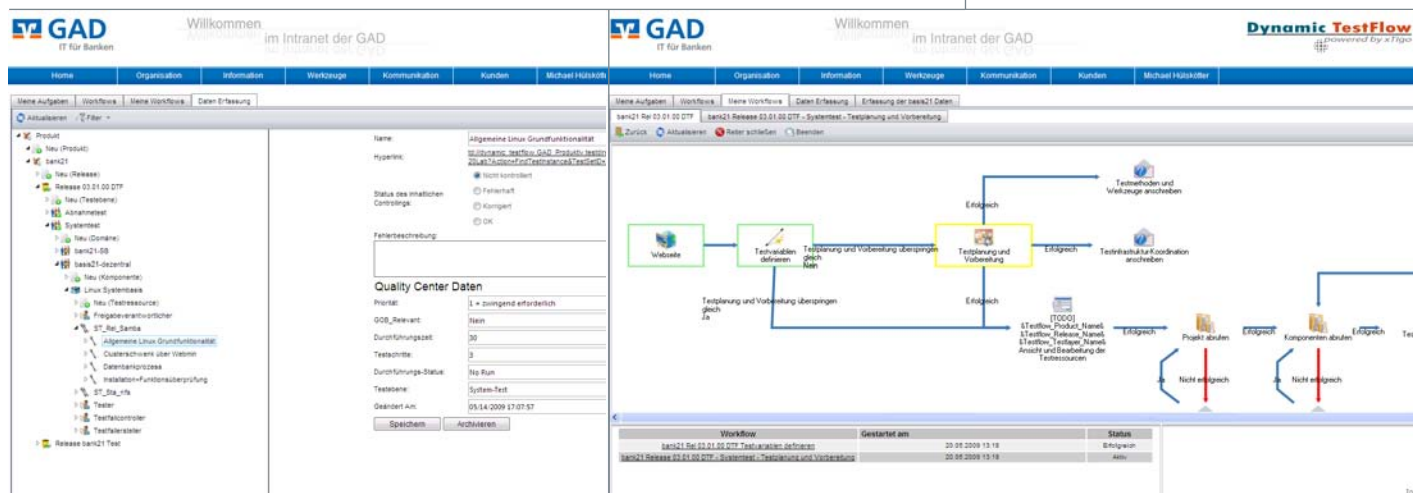 GAD
IT für Banken
Willkommen
im Intranet der GAD
Home
Organisation
Information
Werkzeuge
Kommunikation
Kunden
Michael Hülskötter
Meine Aufgaben
Workflows
Meine Workflows
Daten Erfassung
Aktualisieren
Filter
Produkt
Neu (Produkt)
bank21
Neu (Release)
Release 03.01.00 DTF
Neu (Testebene)
Abnahmetest
Systemtest
Neu (Domäne)
bank21-SB
basis21-dezentral
Neu (Komponente)
Linux Systembasis
Neu (Testressource)
Freigabeverantwortlicher
ST_Rel_Samba
Allgemeine Linux Grundfunktionalität
Clusterschwenk über Webmin
Datenbankprozess
Installation+Funktionsüberprüfung
ST_Sta_nfs
Tester
Testfallcontroller
Testfallersteller
Release bank21 Test
Name:
Allgemeine Linux Grundfunktionalität
Hyperlink:
Status des inhaltlichen
Controllings:
Nicht kontrolliert
Fehlerhaft
Korrigiert
OK
Fehlerbeschreibung:
Quality Center Daten
Priorität:
1 = zwingend erforderlich
GOB_Relevant:
Nein
Durchführungszeit:
30
Testschritte:
3
Durchführungs-Status:
No Run
Testebene:
System-Test
Geändert Am:
05/14/2009 17:07:57
Speichern
Archivieren
GAD
IT für Banken
Willkommen
im Intranet der GAD
Dynamic TestFlow
powered by xTigo
Home
Organisation
Information
Werkzeuge
Kommunikation
Kunden
Michael Hülskötter
Meine Aufgaben
Workflows
Meine Workflows
Daten Erfassung
Erfassung der basis21 Daten
bank21 Rel 03.01.00 DTF
bank21 Release 03.01.00 DTF - Systemtest - Testplanung und Vorbereitung
Zurück
Aktualisieren
Reiter schließen
Beenden
Testmethoden und
Werkzeuge anschreiben
Erfolgreich
Webseite
Testvariablen
definieren
Testplanung und Vorbereitung überspringen
gleich
Nein
Testplanung und
Vorbereitung
Erfolgreich
Testinfrastruktur-Koordination
anschreiben
Testplanung und Vorbereitung überspringen
gleich
Ja
Erfolgreich
[TODO]
&Testflow_Product_Name&
&Testflow_Release_Name&
&Testflow_Testlayer_Name&
Ansicht und Bearbeitung der
Testressourcen
Erfolgreich
Projekt abrufen
Erfolgreich
Komponenten abrufen
Erfolgreich
Ja
Nicht erfolgreich
Ja
Nicht erfolgreich
Workflow
Gestartet am
Status
bank21 Rel 03.01.00 DTF Testvariablen definieren
20.05.2009 13:18
Erfolgreich
bank21 Release 03.01.00 DTF - Systemtest - Testplanung und Vorbereitung
20.05.2009 13:18
Aktiv